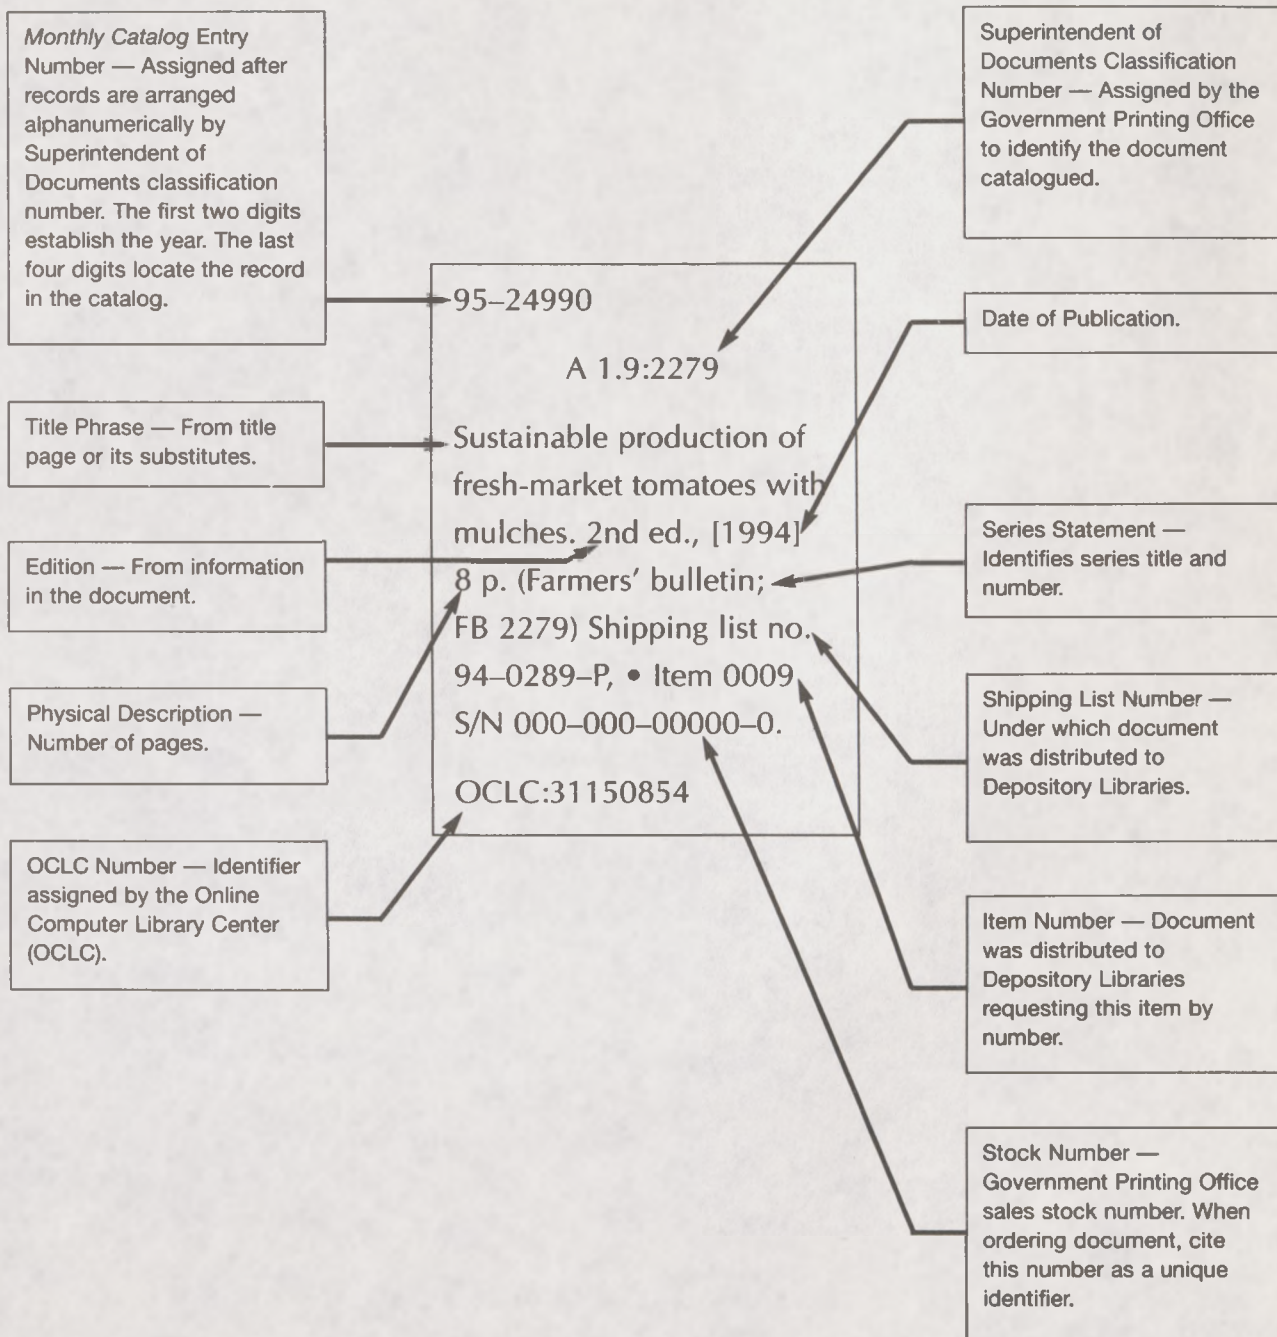 Monthly Catalog Entry
Number — Assigned after
records are arranged
alphanumerically by
Superintendent of
Documents classification
number. The first two digits
establish the year. The last
four digits locate the record
in the catalog.
Title Phrase — From title
page or its substitutes.
Edition — From information
in the document.
Physical Description —
Number of pages.
OCLC Number — Identifier
assigned by the Online
Computer Library Center
(OCLC).
95–24990
A 1.9:2279
Sustainable production of
fresh-market tomatoes with
mulches. 2nd ed., [1994]
8 p. (Farmers’ bulletin;
FB 2279) Shipping list no.
94–0289–P, • Item 0009
S/N 000–000–00000–0.
OCLC:31150854
Superintendent of
Documents Classification
Number — Assigned by the
Government Printing Office
to identify the document
catalogued.
Date of Publication.
Series Statement —
Identifies series title and
number.
Shipping List Number —
Under which document
was distributed to
Depository Libraries.
Item Number — Document
was distributed to
Depository Libraries
requesting this item by
number.
Stock Number —
Government Printing Office
sales stock number. When
ordering document, cite
this number as a unique
identifier.